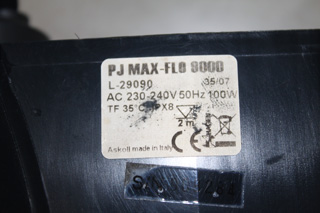 PJ MAX-FLO 9000
L-29090 35/07
AC 230-240V 50Hz 100W
TF 35°C IPX8
2 m
CE
Askoll made in Italy